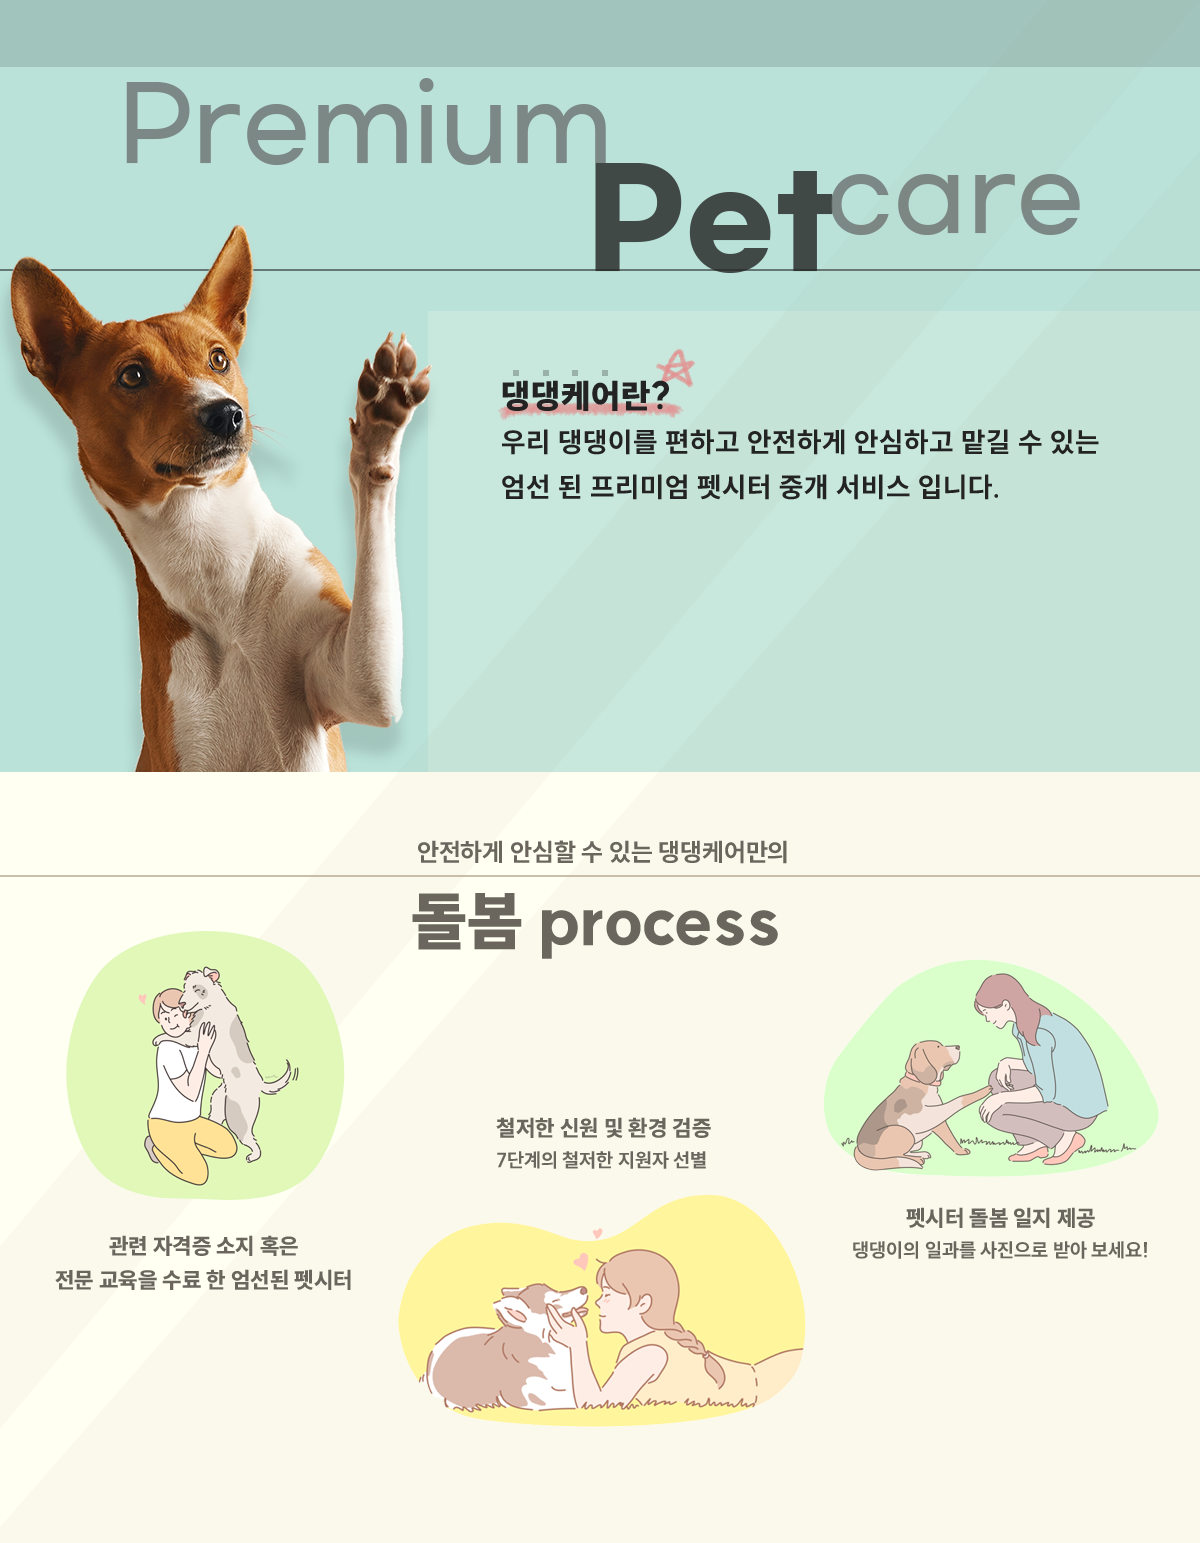 Premium
Petcare
댕댕케어란?
우리 댕댕이를 편하고 안전하게 안심하고 맡길 수 있는
엄선 된 프리미엄 펫시터 중개 서비스 입니다.
안전하게 안심할 수 있는 댕댕케어만의
돌봄 process
철저한 신원 및 환경 검증
7단계의 철저한 지원자 선별
펫시터 돌봄 일지 제공
댕댕이의 일과를 사진으로 받아 보세요!
관련 자격증 소지 혹은
전문 교육을 수료 한 엄선된 펫시터